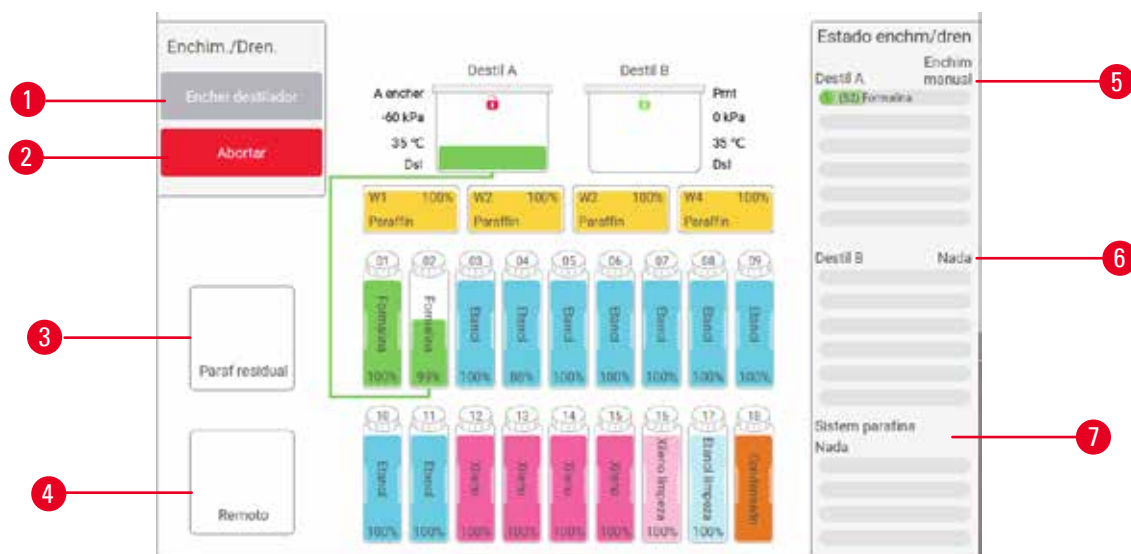 Enchim./Dren.
Encher destilador
Abortar
1
2
3
4
Paraf residual
Remoto
Destil A
Destil B
A encher
-60 kPa
35 °C
Dsl
Prnt
0 kPa
35 °C
Dsl
W1 100%
Paraffin
W2 100%
Paraffin
W2 100%
Paraffin
W4 100%
Paraffin
01 02 03 04 05 06 07 08 09
Formalina
Formalina
Etanol
Etanol
Etanol
Etanol
Etanol
Etanol
Etanol
100% 99% 100% 88% 100% 100% 100% 100% 100%
10 11 12 13 14 15 16 17 18
Etanol
Etanol
Xileno
Xileno
Xileno
Xileno
Xileno limpeza
Etanol limpeza
Condensado
100% 100% 100% 100% 100% 100% 100% 100%
Estado enchm/dren
Enchim
Destil A manual
(S2) Formalina
Destil B Nada
Sistem parafina
Nada
5
6
7